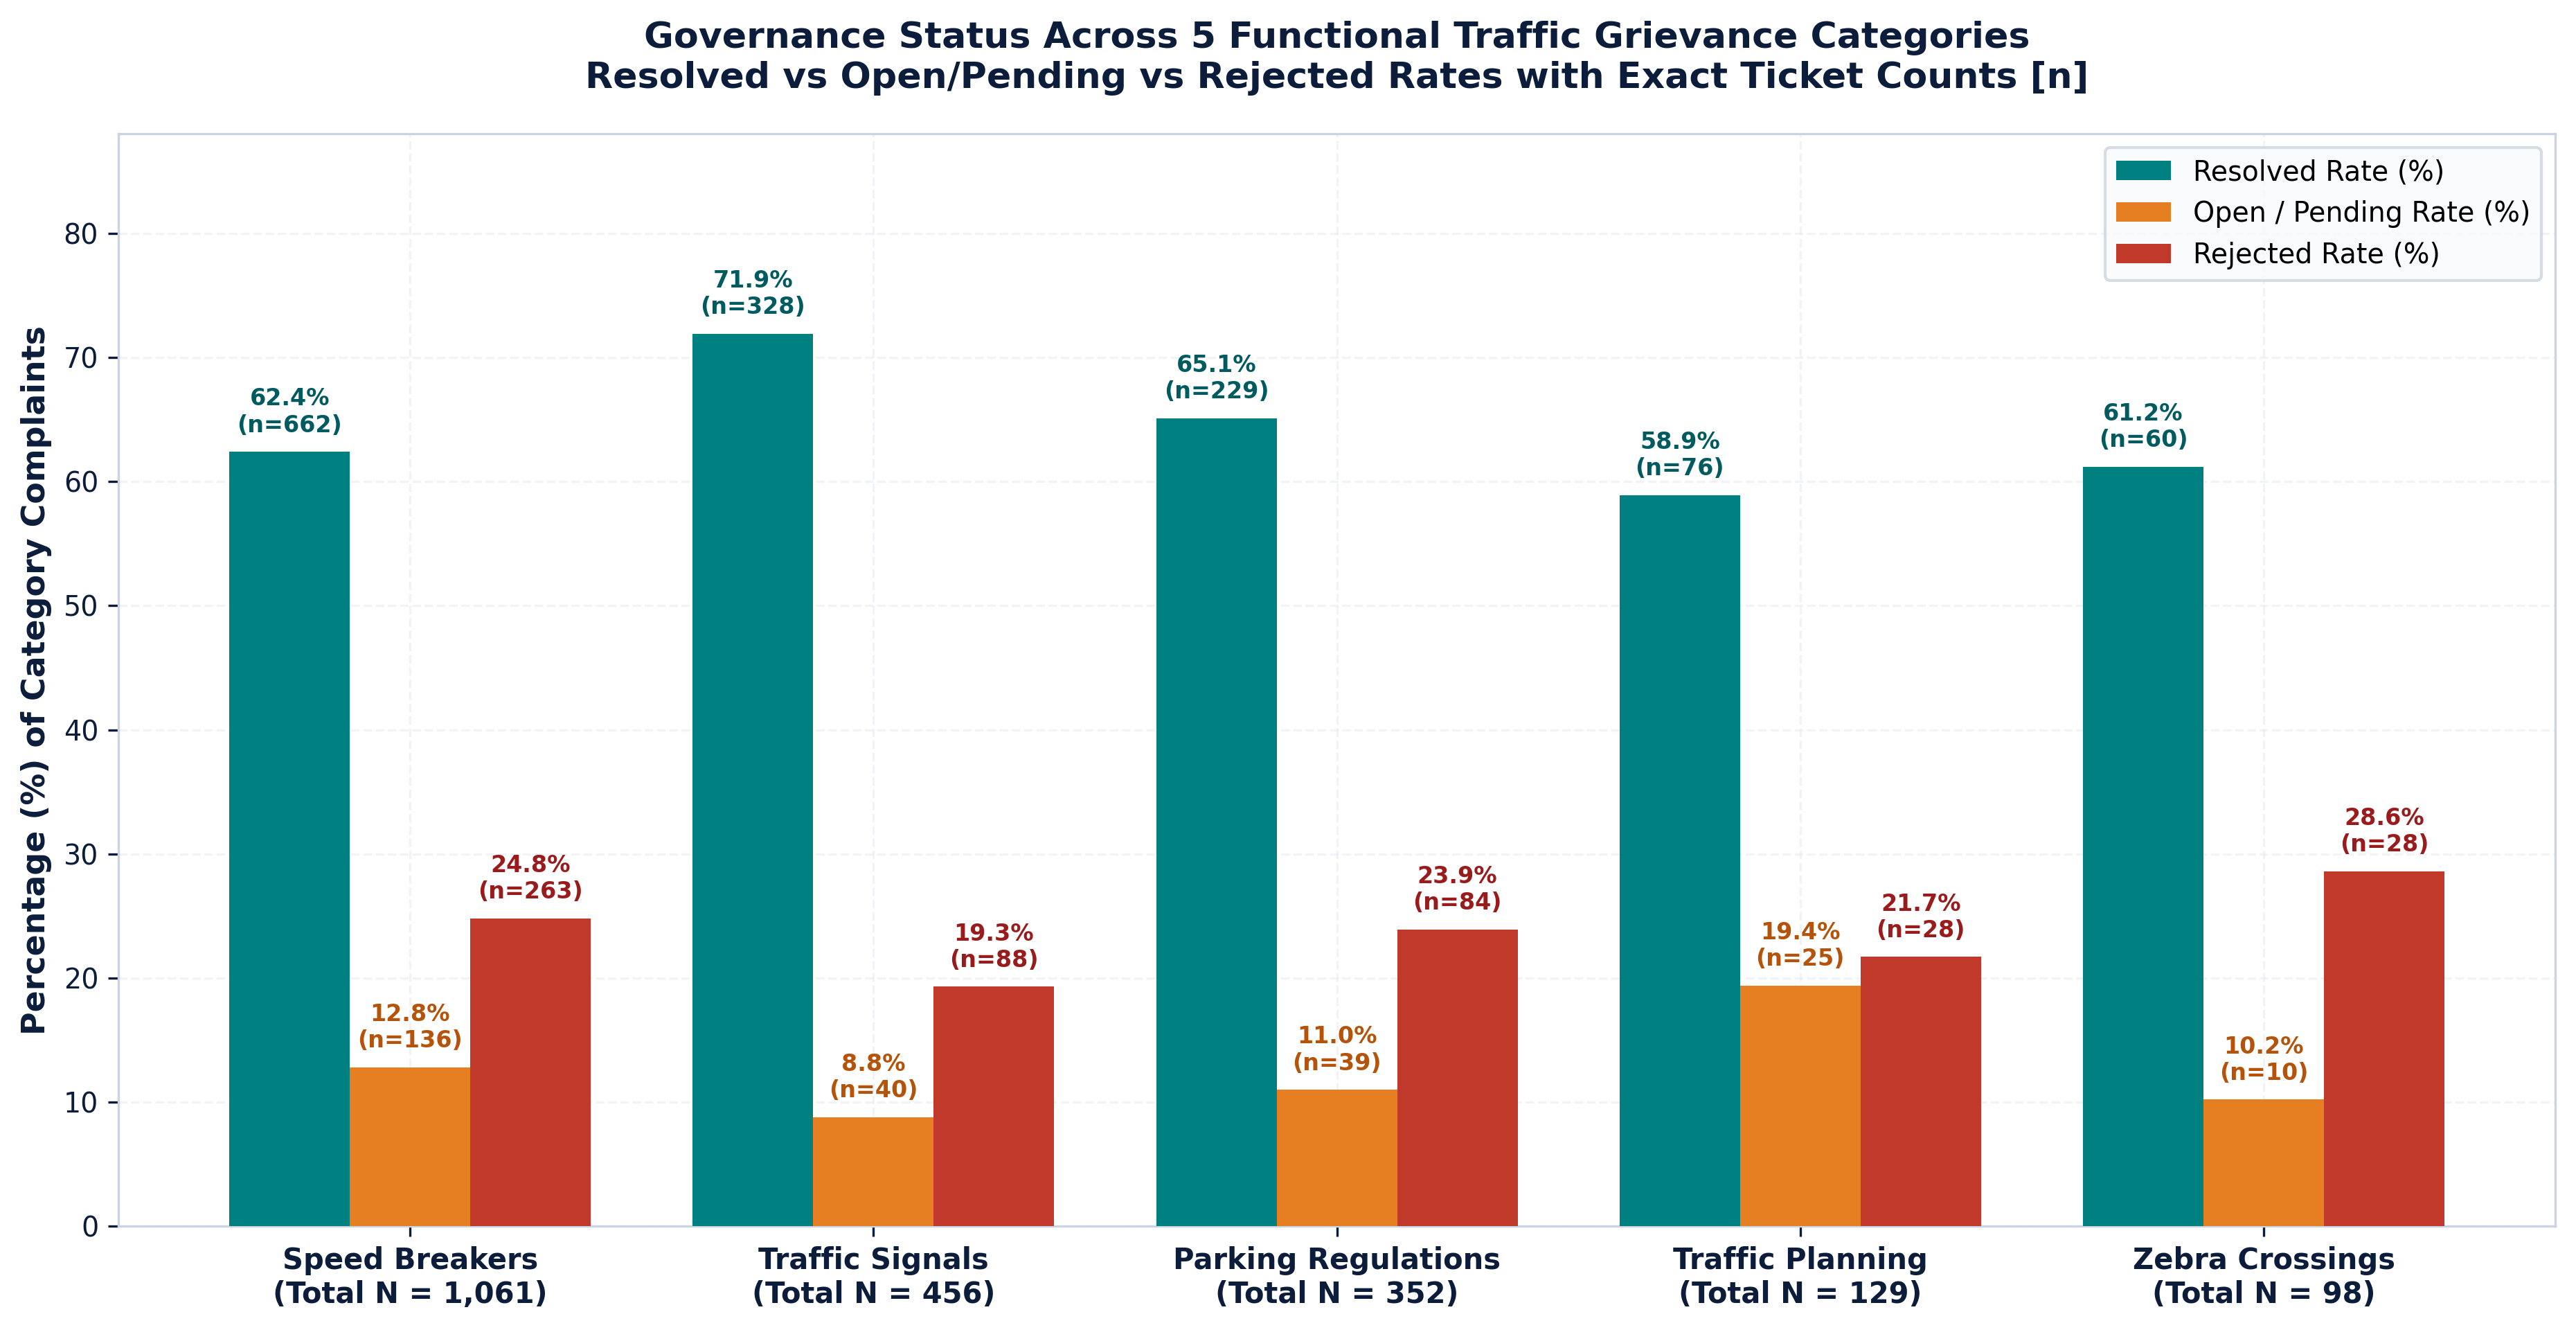 Governance Status Across 5 Functional Traffic Grievance Categories
Resolved vs Open/Pending vs Rejected Rates with Exact Ticket Counts [n]
Resolved Rate (%)
Open / Pending Rate (%)
Rejected Rate (%)
Percentage (%) of Category Complaints
80
70
60
50
40
30
20
10
0
62.4%
(n=662)
12.8%
(n=136)
24.8%
(n=263)
71.9%
(n=328)
8.8%
(n=40)
19.3%
(n=88)
65.1%
(n=229)
11.0%
(n=39)
23.9%
(n=84)
58.9%
(n=76)
19.4%
(n=25)
21.7%
(n=28)
61.2%
(n=60)
10.2%
(n=10)
28.6%
(n=28)
Speed Breakers
(Total N = 1,061)
Traffic Signals
(Total N = 456)
Parking Regulations
(Total N = 352)
Traffic Planning
(Total N = 129)
Zebra Crossings
(Total N = 98)